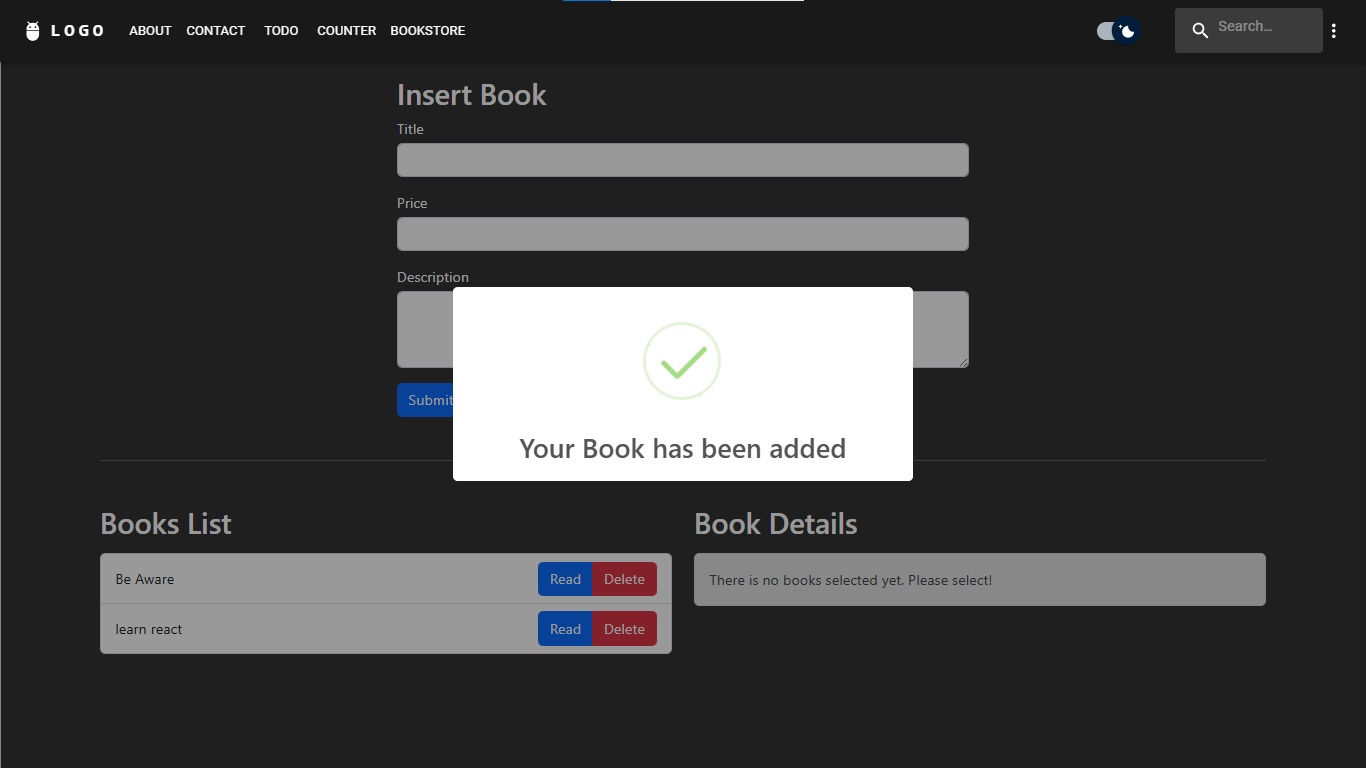 LOGO ABOUT CONTACT TODO COUNTER BOOKSTORE Search...
Insert Book
Title
Price
Description
Submit
Your Book has been added
Books List
Be Aware Read Delete
learn react Read Delete
Book Details
There is no books selected yet. Please select!